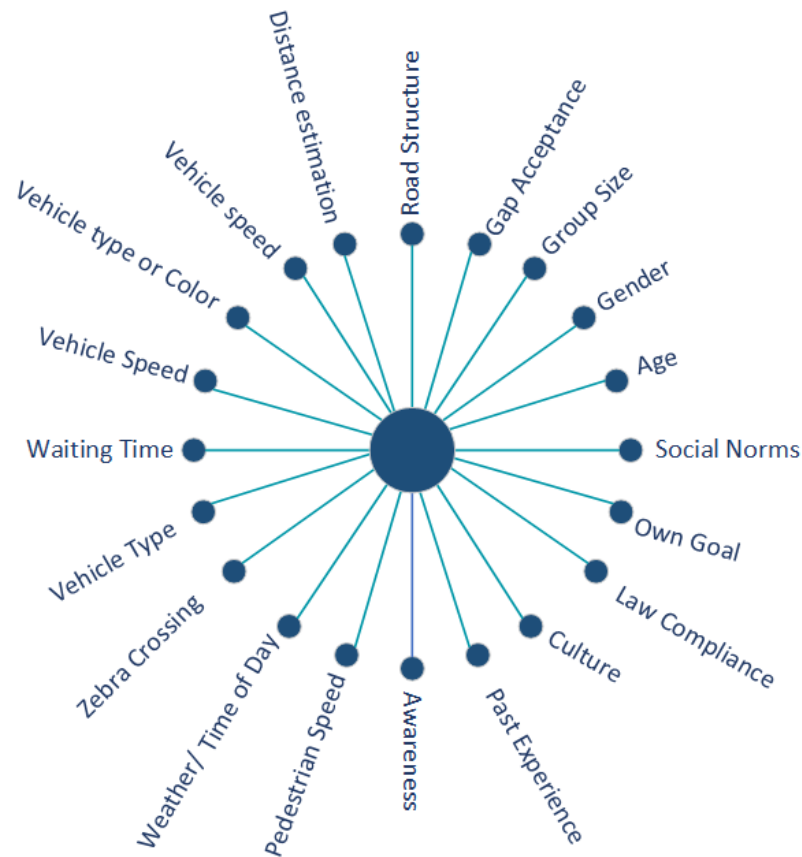 Road Structure
Gap Acceptance
Group Size
Gender
Age
Social Norms
Own Goal
Law Compliance
Culture
Past Experience
Awareness
Pedestrian Speed
Weather/ Time of Day
Zebra Crossing
Vehicle Type
Waiting Time
Vehicle Speed
Vehicle type or Color
Vehicle speed
Distance estimation